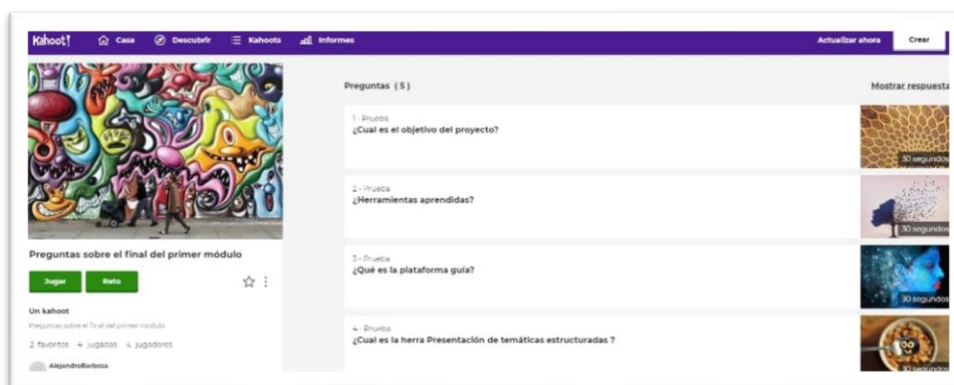 Kahoot! Casa Descubrir Kahoots Informes Actualizar ahora Crear
Preguntas (5) Mostrar respuesta
1 - Prueba
¿Cual es el objetivo del proyecto?
30 segundos
2 - Prueba
¿Herramientas aprendidas?
30 segundos
3 - Prueba
¿Qué es la plataforma guía?
30 segundos
4 - Prueba
¿Cual es la herra Presentación de temáticas estructuradas ?
30 segundos
Preguntas sobre el final del primer módulo
Jugar Reto
Un kahoot
Preguntas sobre el final del primer módulo
2 favoritos 4 jugadas 4 jugadores
AlejandroBarbosa